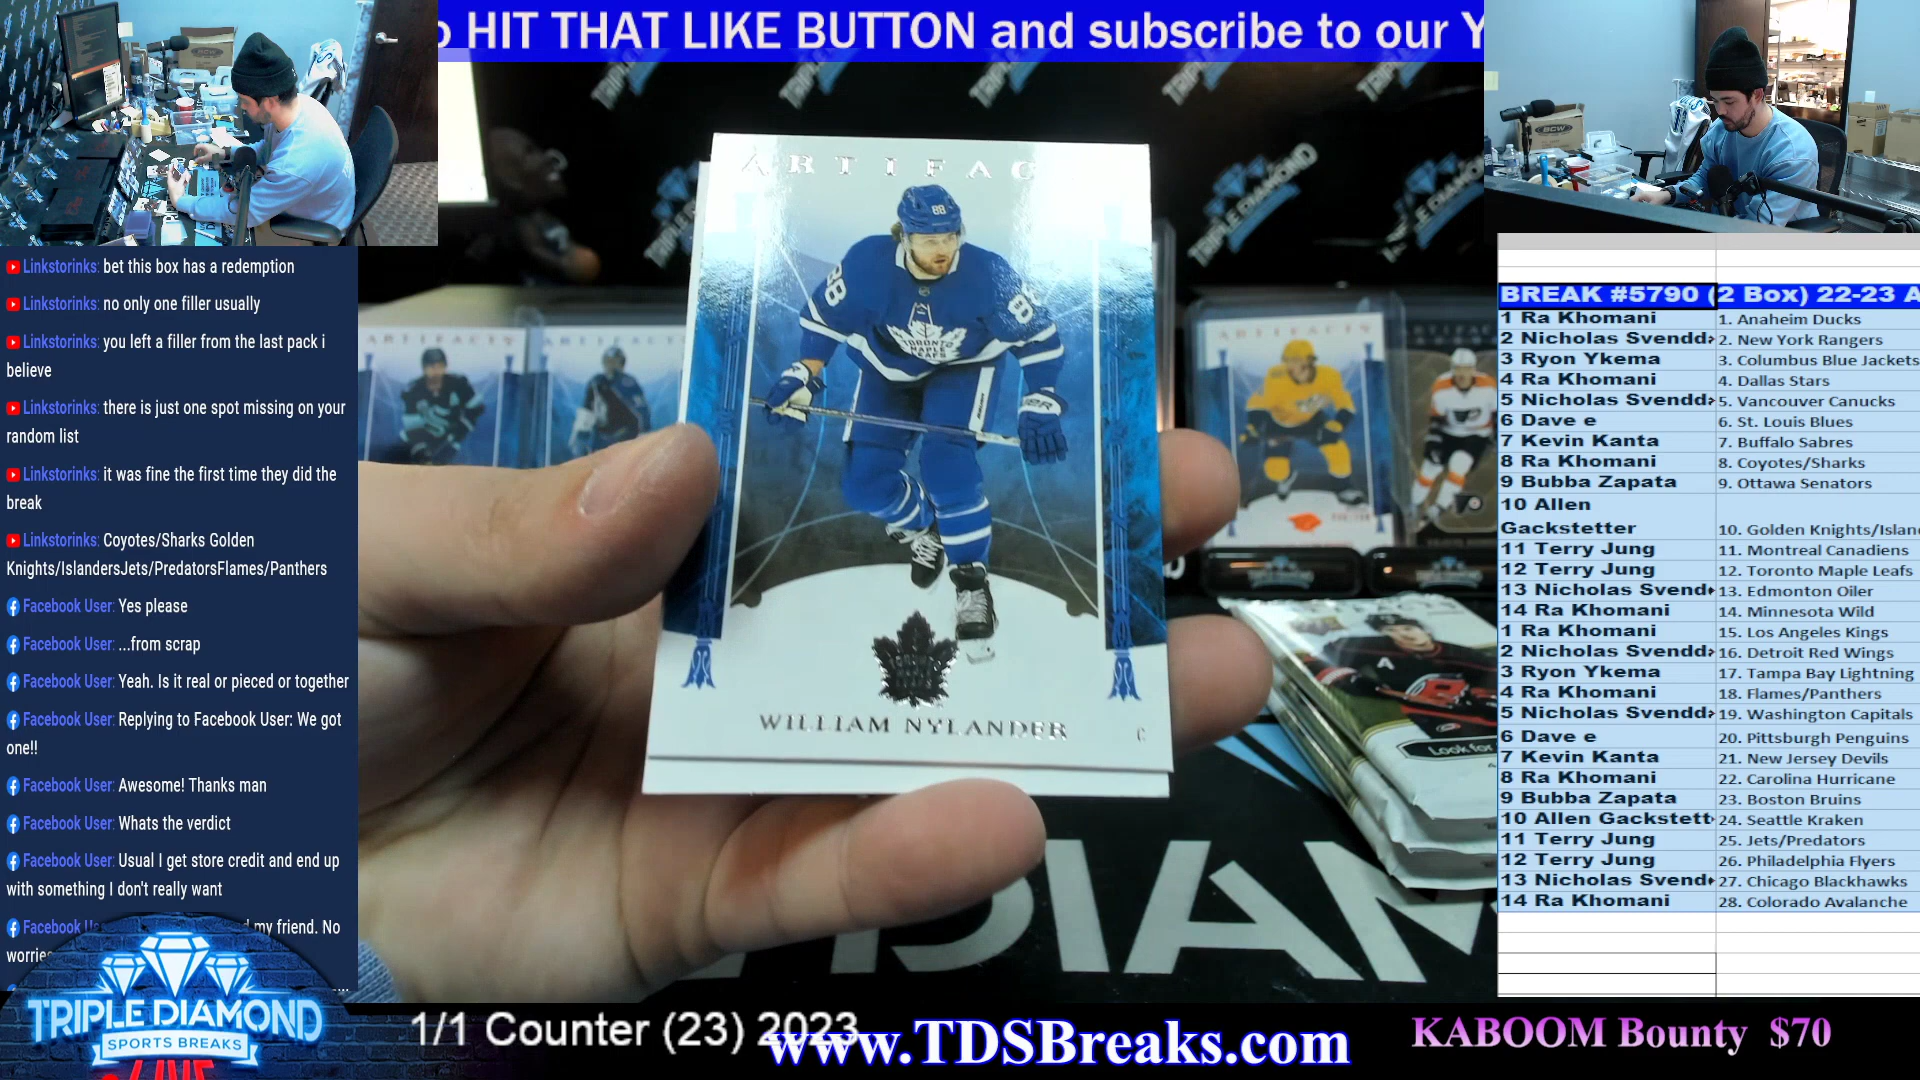 HIT THAT LIKE BUTTON and subscribe to our Y
Linkstorinks: bet this box has a redemption
Linkstorinks: no only one filler usually
Linkstorinks: you left a filler from the last pack i
believe
Linkstorinks: there is just one spot missing on your
random list
Linkstorinks: it was fine the first time they did the
break
Linkstorinks: Coyotes/Sharks Golden
Knights/IslandersJets/PredatorsFlames/Panthers
Facebook User: Yes please
Facebook User: ...from scrap
Facebook User: Yeah. Is it real or pieced or together
Facebook User: Replying to Facebook User: We got
one!!
Facebook User: Awesome! Thanks man
Facebook User: Whats the verdict
Facebook User: Usual I get store credit and end up
with something I don't really want
Facebook my friend. No
TRIPLE DIAMOND
SPORTS BREAKS
LIVE
ARTIFAC
88
88
88
TORONTO
MAPLE
LEAFS
WILLIAM NYLANDER
C
ARTIFACTS
TRIPLE DIAMOND
Look for
A
BCW
BREAK #5790 (2 Box) 22-23 A
1 Ra Khomani 1. Anaheim Ducks
2 Nicholas Svendd 2. New York Rangers
3 Ryon Ykema 3. Columbus Blue Jackets
4 Ra Khomani 4. Dallas Stars
5 Nicholas Svendd 5. Vancouver Canucks
6 Dave e 6. St. Louis Blues
7 Kevin Kanta 7. Buffalo Sabres
8 Ra Khomani 8. Coyotes/Sharks
9 Bubba Zapata 9. Ottawa Senators
10 Allen
Gackstetter 10. Golden Knights/Islan
11 Terry Jung 11. Montreal Canadiens
12 Terry Jung 12. Toronto Maple Leafs
13 Nicholas Svend 13. Edmonton Oiler
14 Ra Khomani 14. Minnesota Wild
1 Ra Khomani 15. Los Angeles Kings
2 Nicholas Svendd 16. Detroit Red Wings
3 Ryon Ykema 17. Tampa Bay Lightning
4 Ra Khomani 18. Flames/Panthers
5 Nicholas Svendd 19. Washington Capitals
6 Dave e 20. Pittsburgh Penguins
7 Kevin Kanta 21. New Jersey Devils
8 Ra Khomani 22. Carolina Hurricane
9 Bubba Zapata 23. Boston Bruins
10 Allen Gackstett 24. Seattle Kraken
11 Terry Jung 25. Jets/Predators
12 Terry Jung 26. Philadelphia Flyers
13 Nicholas Svend 27. Chicago Blackhawks
14 Ra Khomani 28. Colorado Avalanche
1/1 Counter (23) 2023
www.TDSBreaks.com
KABOOM Bounty $70